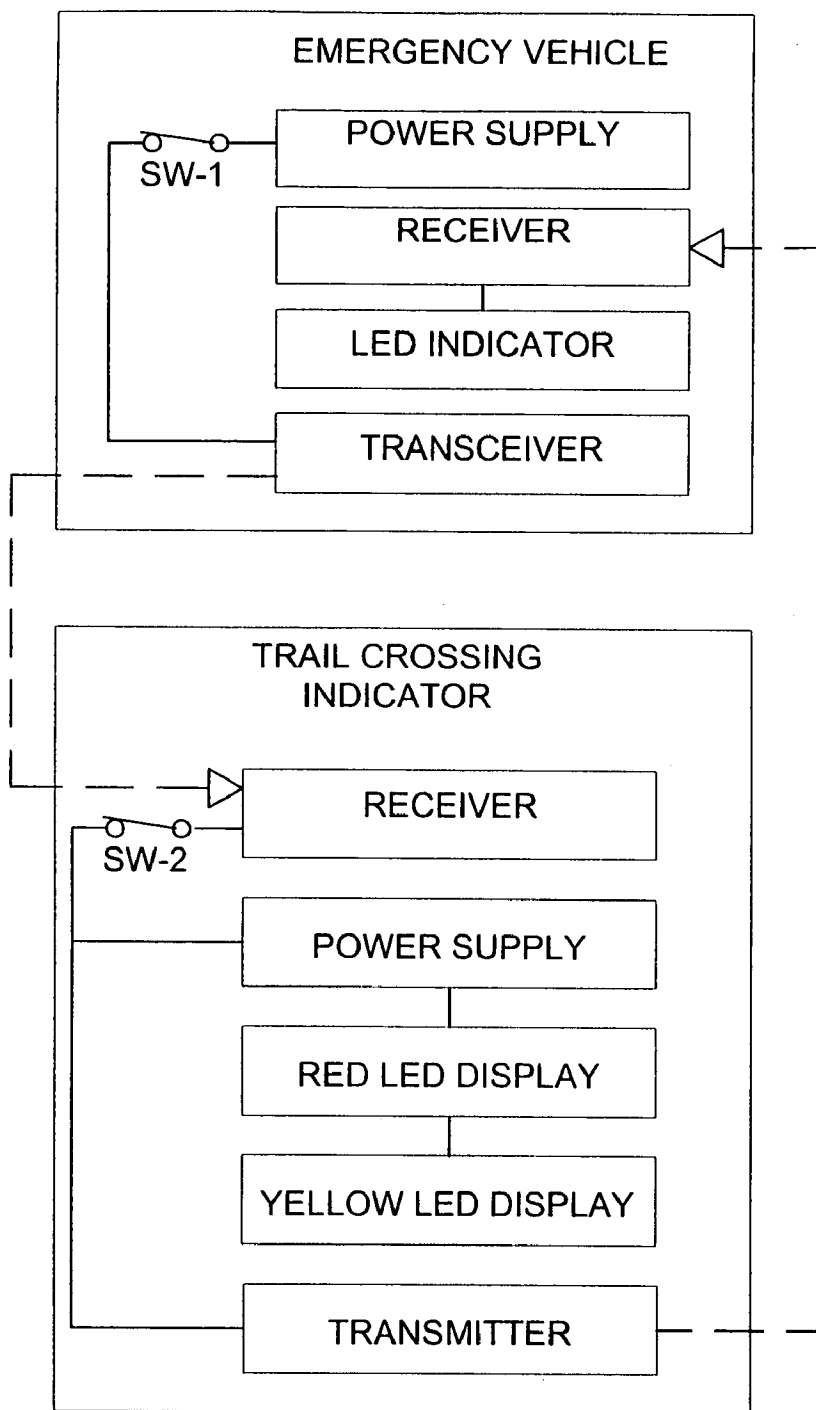 EMERGENCY VEHICLE
POWER SUPPLY
SW-1
RECEIVER
LED INDICATOR
TRANSCEIVER
TRAIL CROSSING
INDICATOR
RECEIVER
SW-2
POWER SUPPLY
RED LED DISPLAY
YELLOW LED DISPLAY
TRANSMITTER